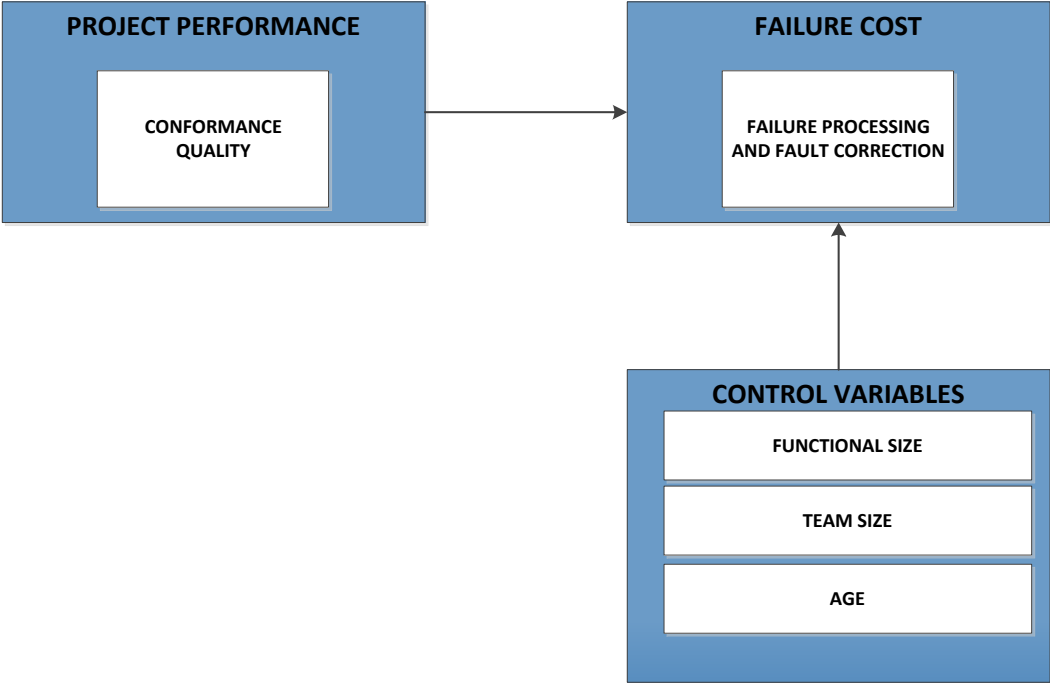 PROJECT PERFORMANCE
CONFORMANCE
QUALITY
FAILURE COST
FAILURE PROCESSING
AND FAULT CORRECTION
CONTROL VARIABLES
FUNCTIONAL SIZE
TEAM SIZE
AGE